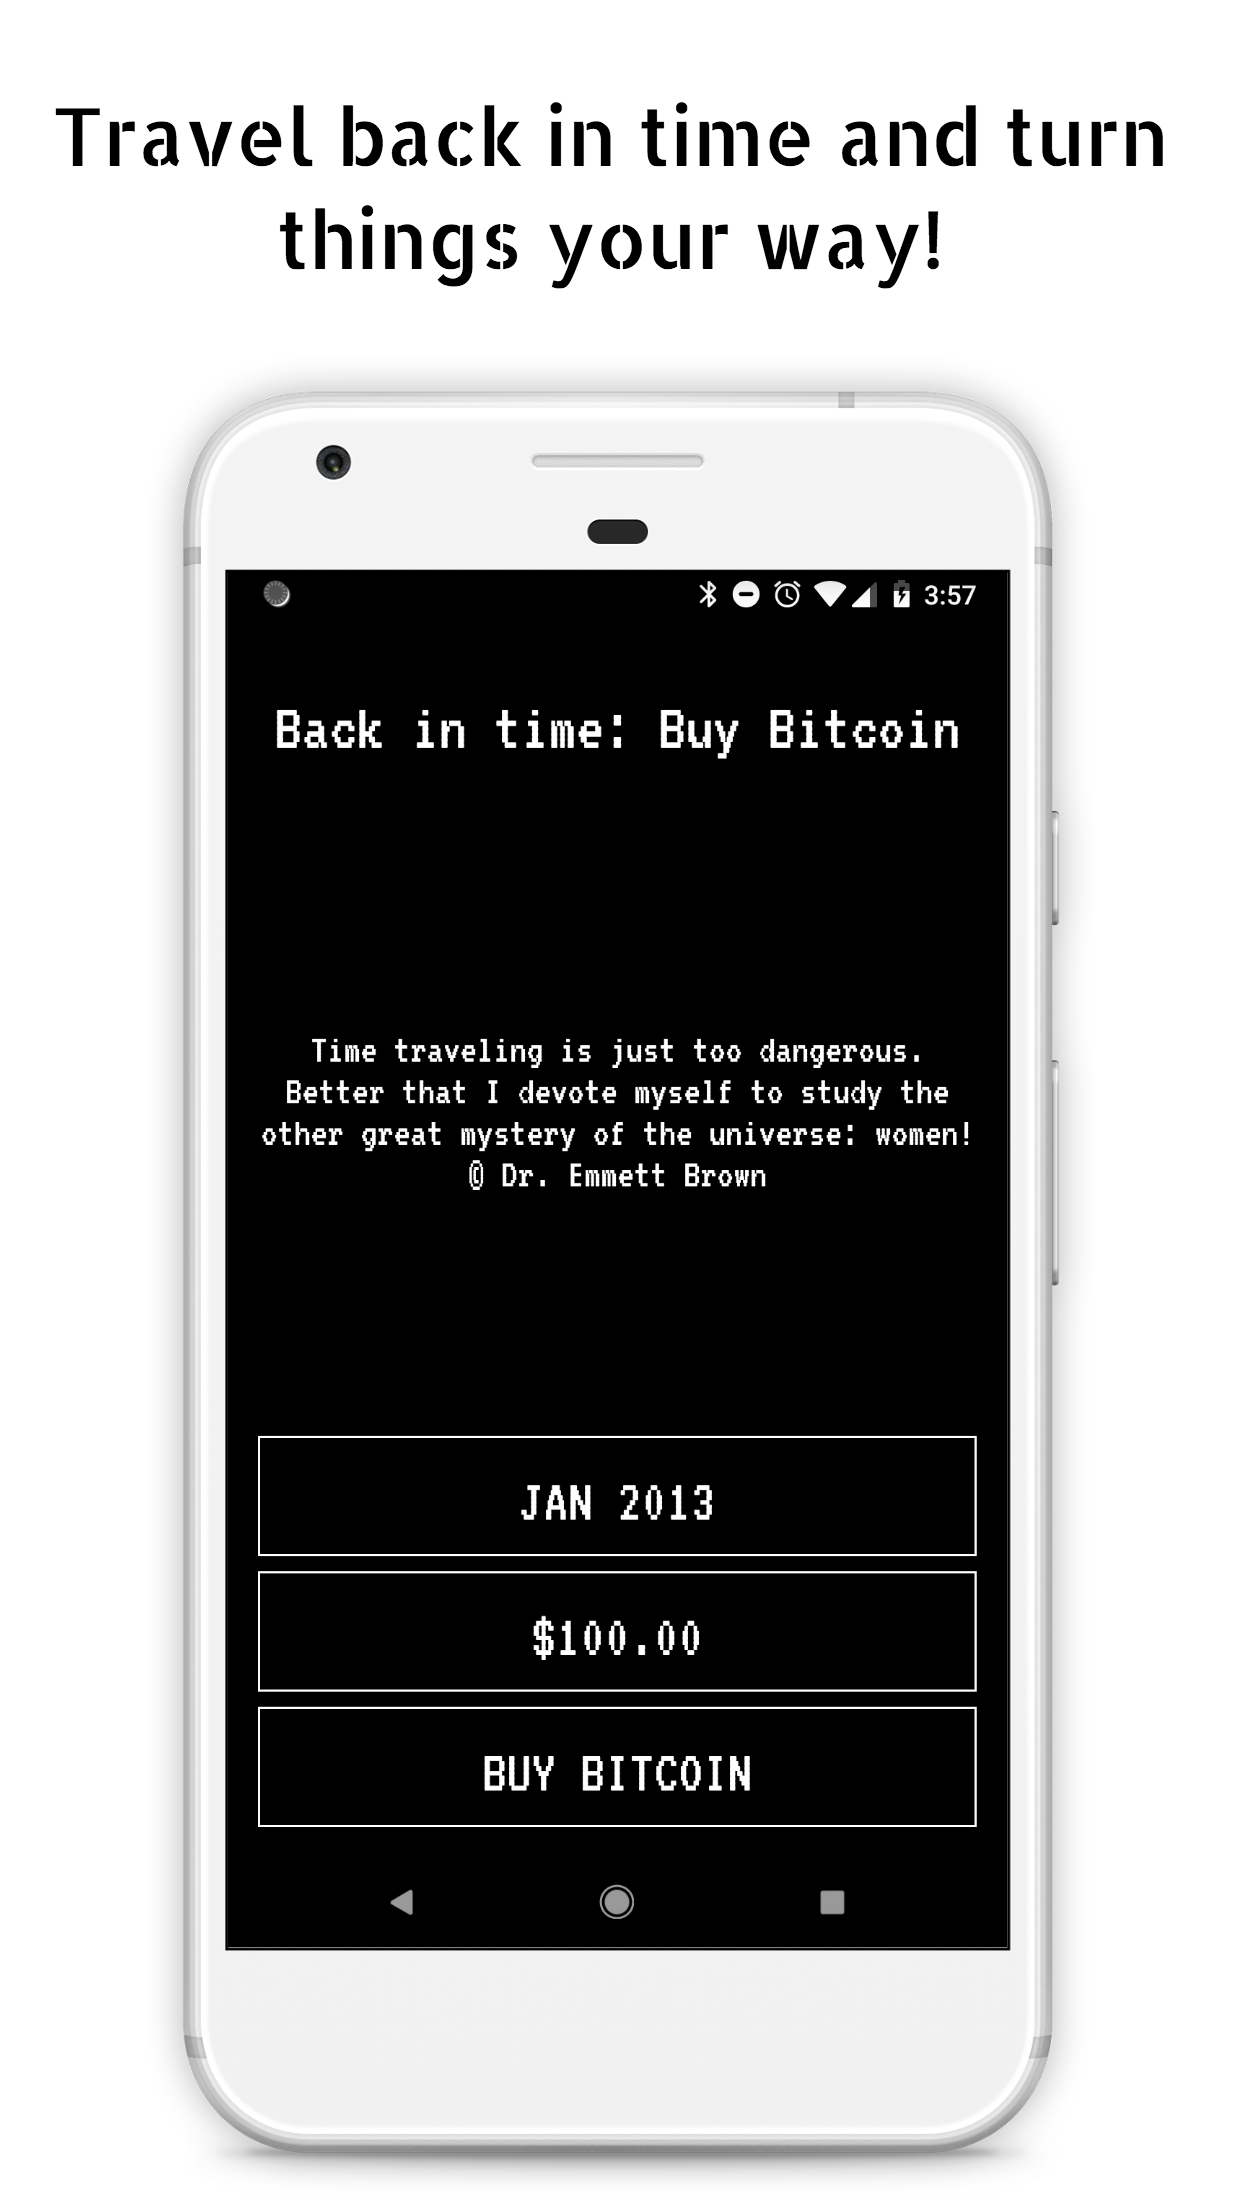 Travel back in time and turn
things your way!
3:57
Back in time: Buy Bitcoin
Time traveling is just too dangerous.
Better that I devote myself to study the
other great mystery of the universe: women!
© Dr. Emmett Brown
JAN 2013
$100.00
BUY BITCOIN